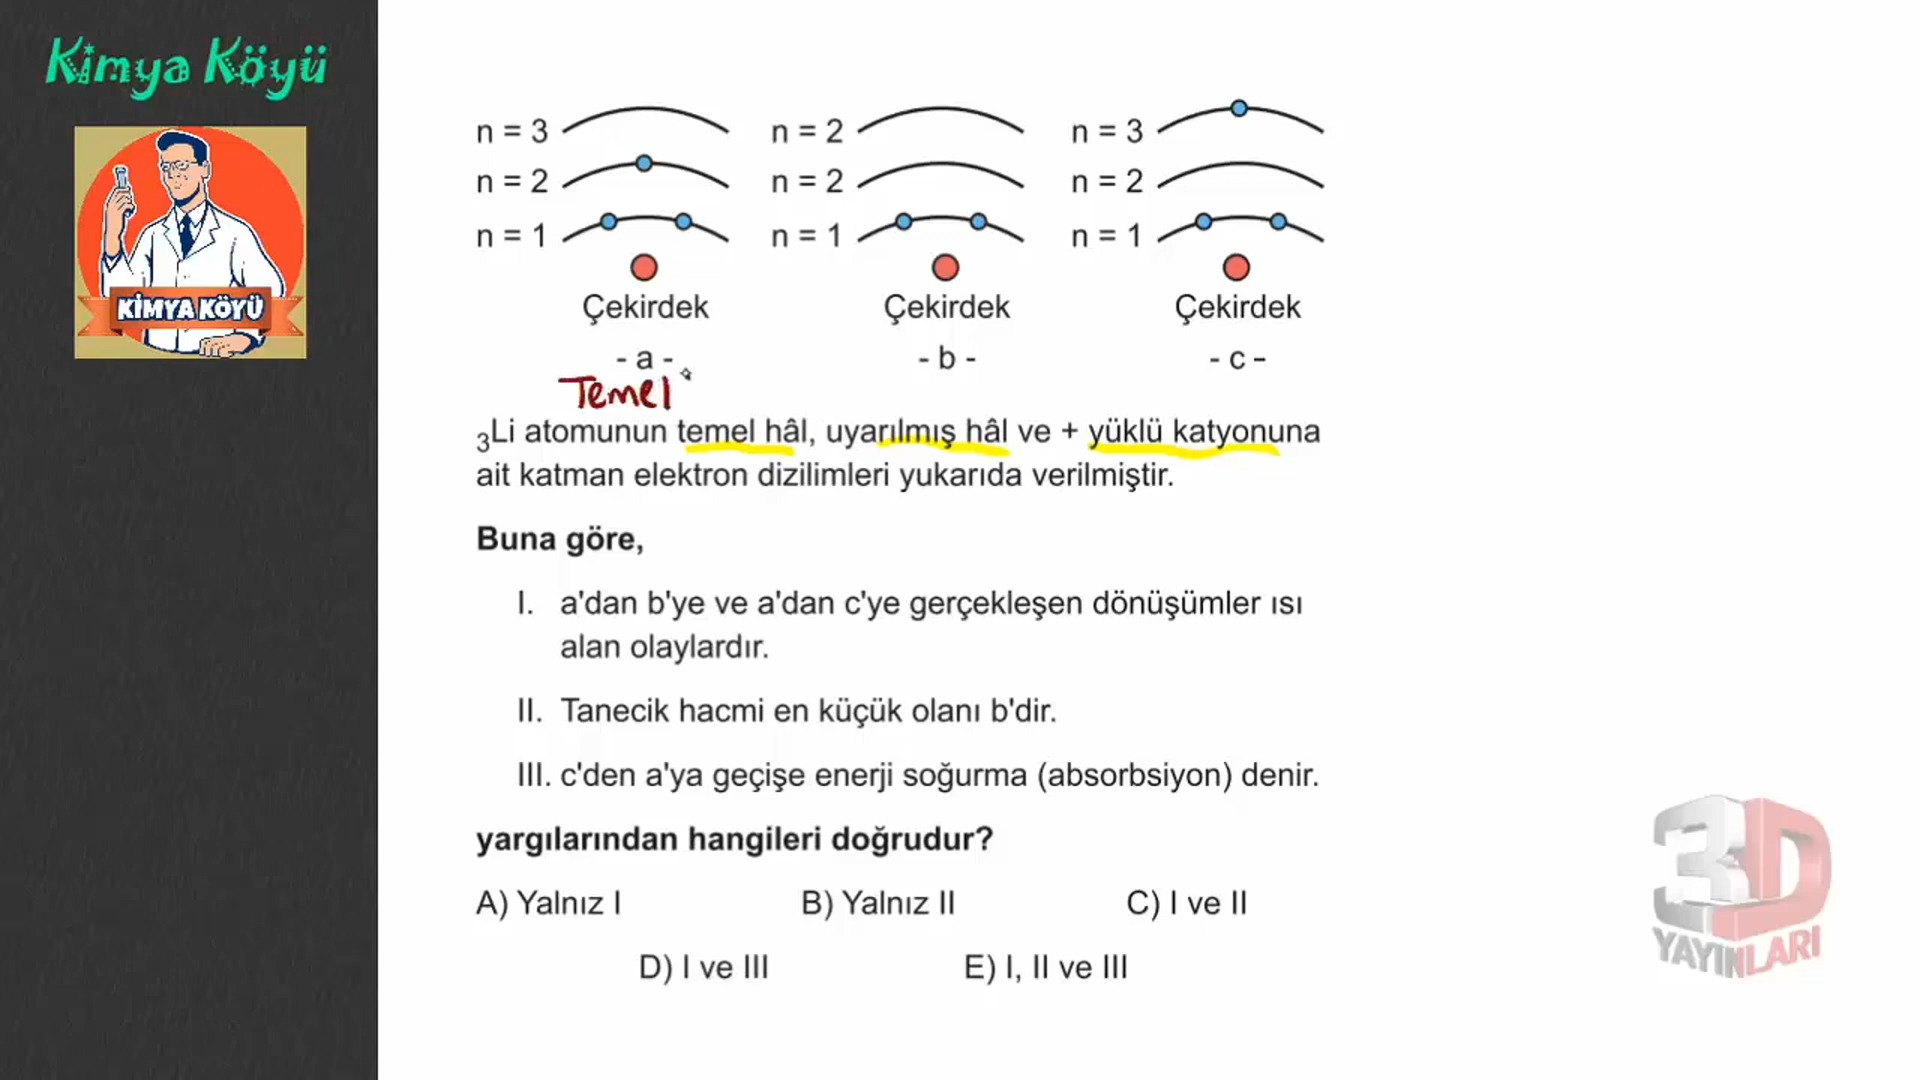 Kimya Köyü
KİMYA KÖYÜ
n = 3 n = 2 n = 3
n = 2 n = 2 n = 2
n = 1 n = 1 n = 1
Çekirdek Çekirdek Çekirdek
- a - - b - - c -
Temel
₃Li atomunun temel hâl, uyarılmış hâl ve + yüklü katyonuna
ait katman elektron dizilimleri yukarıda verilmiştir.
Buna göre,
I. a'dan b'ye ve a'dan c'ye gerçekleşen dönüşümler ısı
alan olaylardır.
II. Tanecik hacmi en küçük olanı b'dir.
III. c'den a'ya geçişe enerji soğurma (absorbsiyon) denir.
yargılarından hangileri doğrudur?
A) Yalnız I B) Yalnız II C) I ve II
D) I ve III E) I, II ve III
3D
YAYINLARI